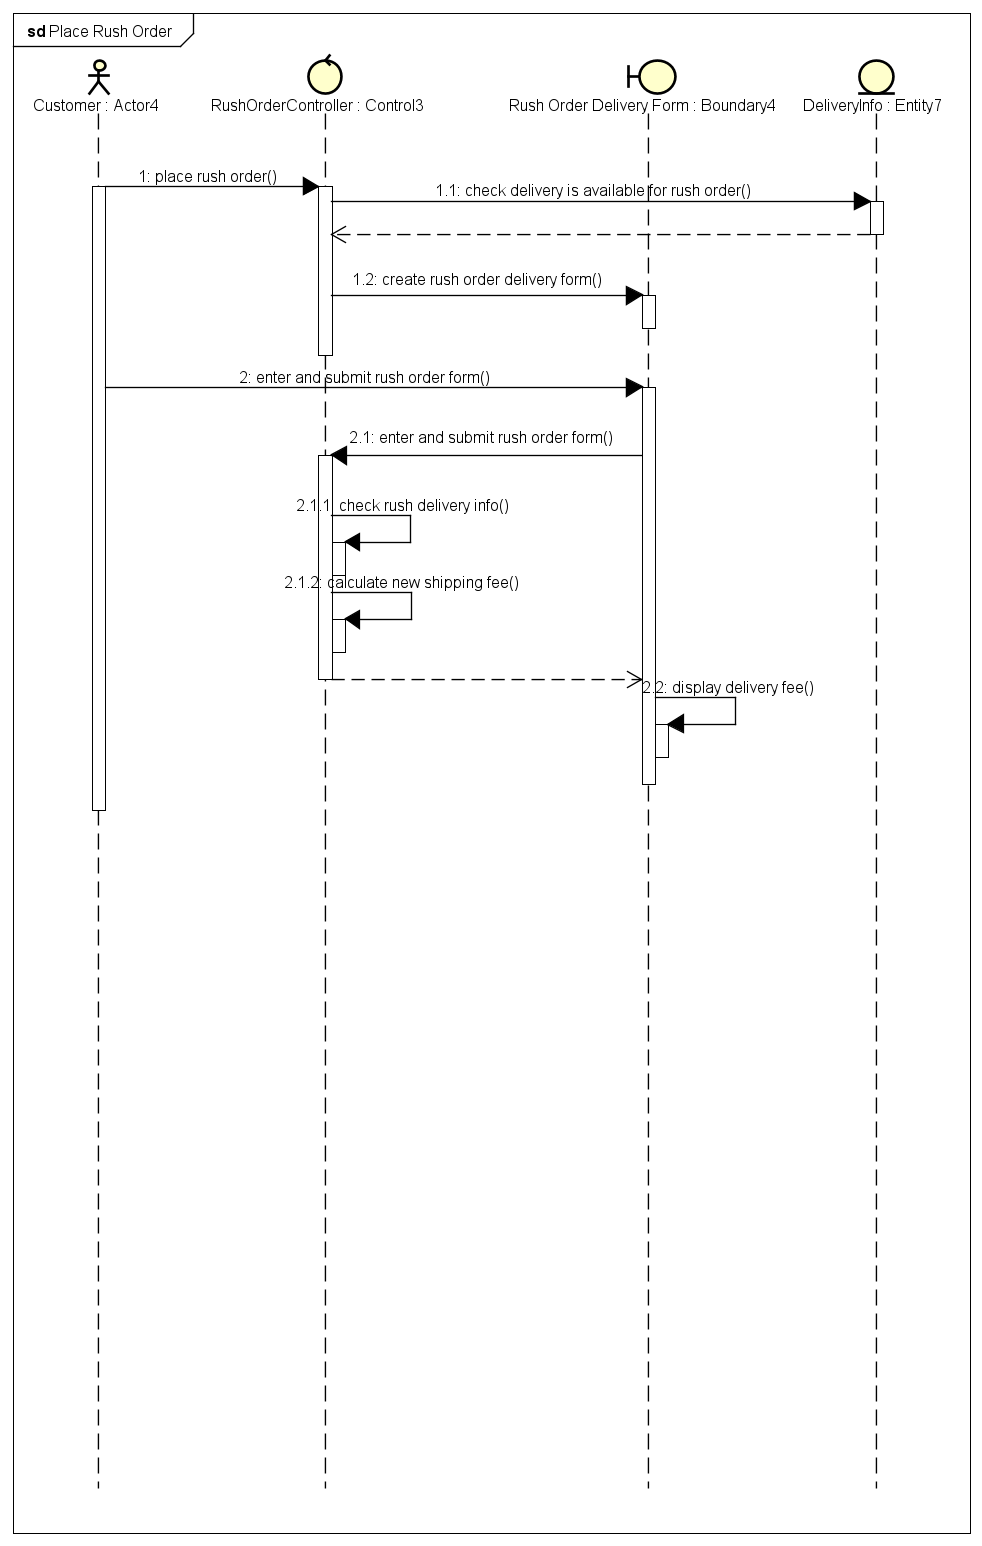 sd Place Rush Order
Customer : Actor4
RushOrderController : Control3
Rush Order Delivery Form : Boundary4
DeliveryInfo : Entity7
1: place rush order()
1.1: check delivery is available for rush order()
1.2: create rush order delivery form()
2: enter and submit rush order form()
2.1: enter and submit rush order form()
2.1.1: check rush delivery info()
2.1.2: calculate new shipping fee()
2.2: display delivery fee()